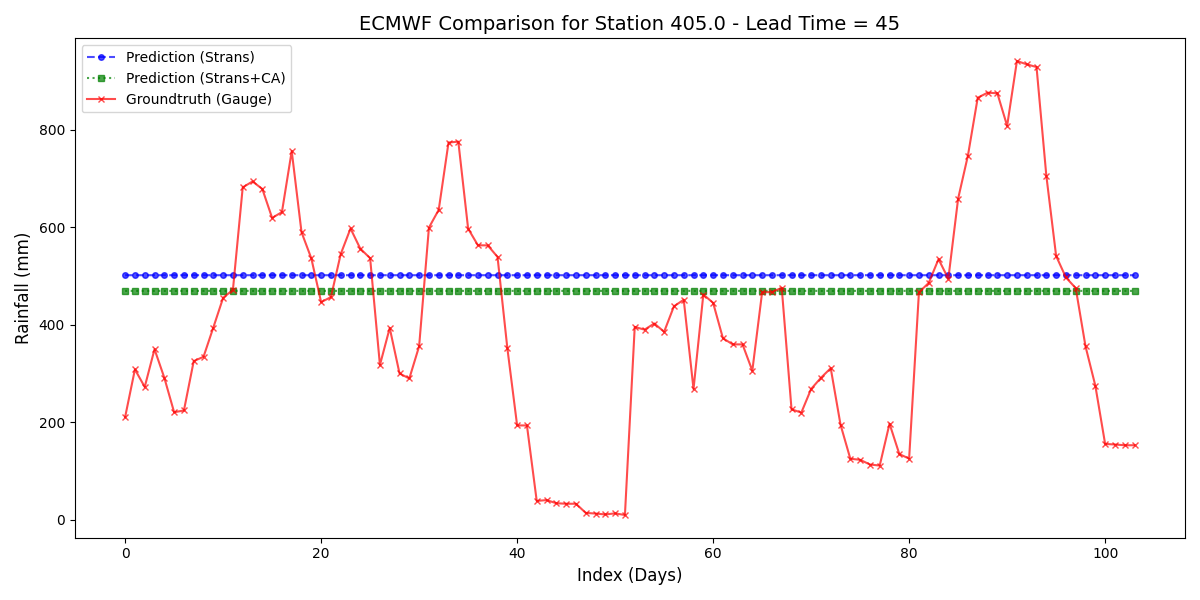 ECMWF Comparison for Station 405.0 - Lead Time = 45
Prediction (Strans)
Prediction (Strans+CA)
Groundtruth (Gauge)
Rainfall (mm)
800
600
400
200
0
0 20 40 60 80 100
Index (Days)